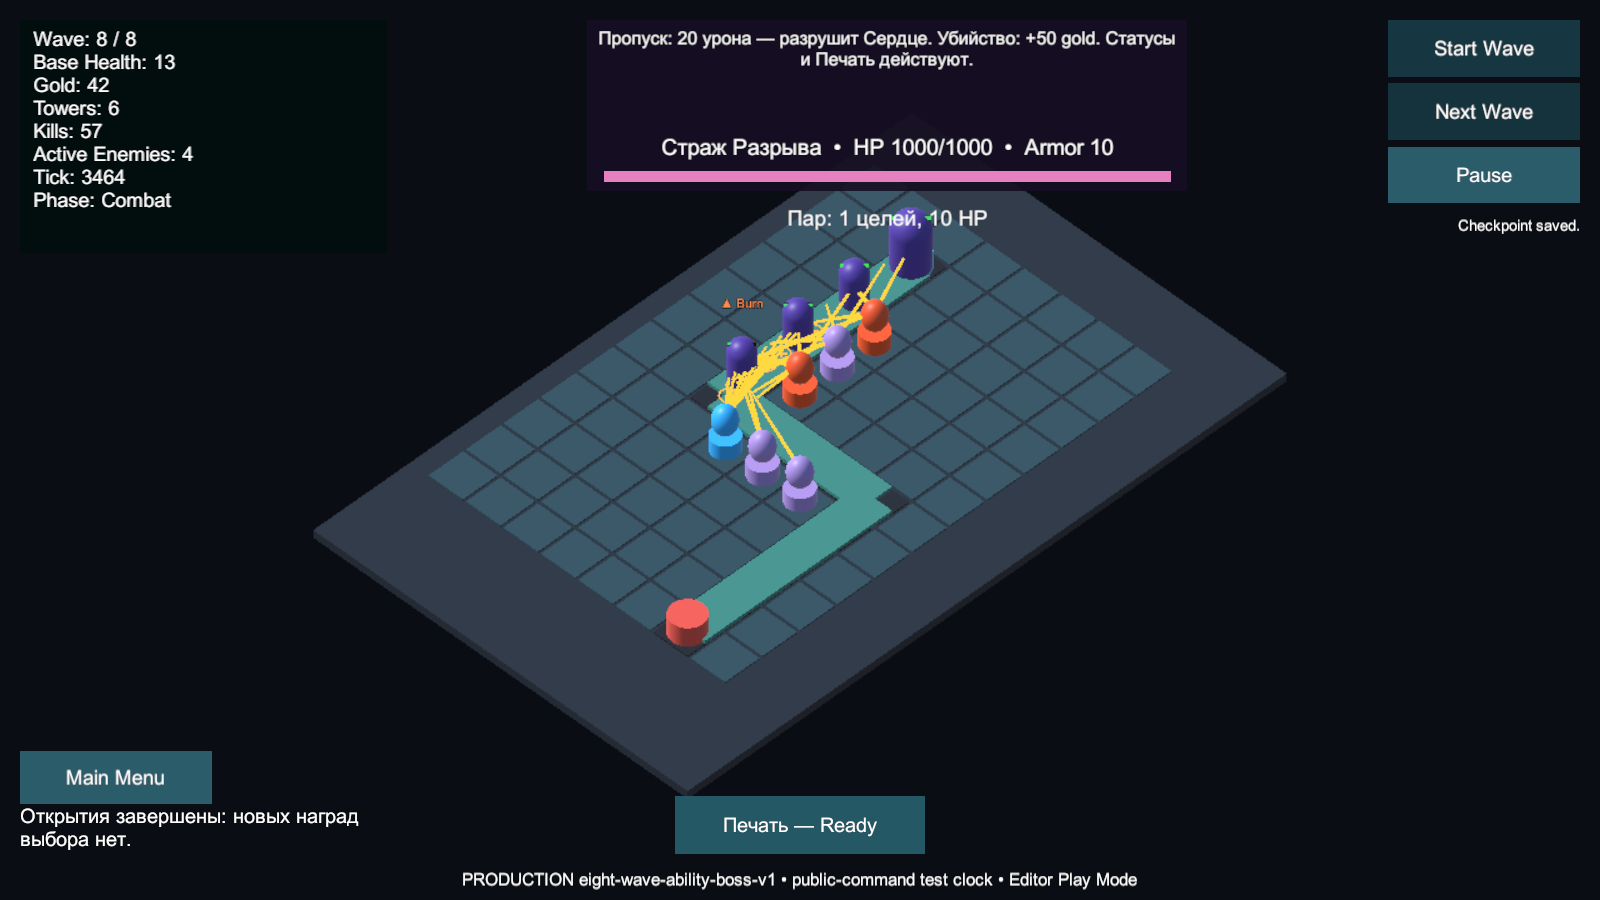 Wave: 8 / 8
Base Health: 13
Gold: 42
Towers: 6
Kills: 57
Active Enemies: 4
Tick: 3464
Phase: Combat
Пропуск: 20 урона — разрушит Сердце. Убийство: +50 gold. Статусы
и Печать действуют.
Страж Разрыва • HP 1000/1000 • Armor 10
Пар: 1 целей, 10 HP
Start Wave
Next Wave
Pause
Checkpoint saved.
▲ Burn
Main Menu
Открытия завершены: новых наград
выбора нет.
Печать — Ready
PRODUCTION eight-wave-ability-boss-v1 • public-command test clock • Editor Play Mode